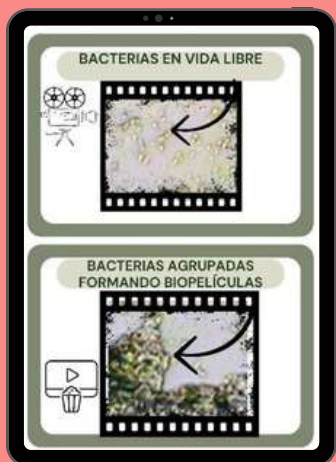 BACTERIAS EN VIDA LIBRE
BACTERIAS AGRUPADAS
FORMANDO BIOPELÍCULAS